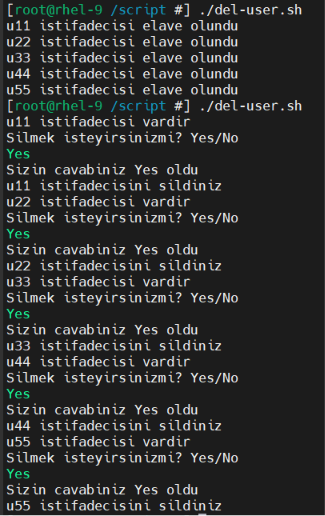 [root@rhel-9 /script #] ./del-user.sh
u11 istifadecisi elave olundu
u22 istifadecisi elave olundu
u33 istifadecisi elave olundu
u44 istifadecisi elave olundu
u55 istifadecisi elave olundu
[root@rhel-9 /script #] ./del-user.sh
u11 istifadecisi vardir
Silmek isteyirsinizmi? Yes/No
Yes
Sizin cavabiniz Yes oldu
u11 istifadecisini sildiniz
u22 istifadecisi vardir
Silmek isteyirsinizmi? Yes/No
Yes
Sizin cavabiniz Yes oldu
u22 istifadecisini sildiniz
u33 istifadecisi vardir
Silmek isteyirsinizmi? Yes/No
Yes
Sizin cavabiniz Yes oldu
u33 istifadecisini sildiniz
u44 istifadecisi vardir
Silmek isteyirsinizmi? Yes/No
Yes
Sizin cavabiniz Yes oldu
u44 istifadecisini sildiniz
u55 istifadecisi vardir
Silmek isteyirsinizmi? Yes/No
Yes
Sizin cavabiniz Yes oldu
u55 istifadecisini sildiniz